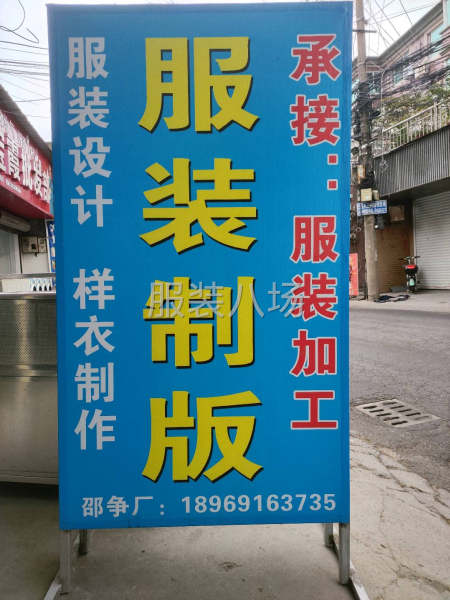 承接：服装加工
服装制版
服装设计 样衣制作
邵争厂：18969163735
服装八场